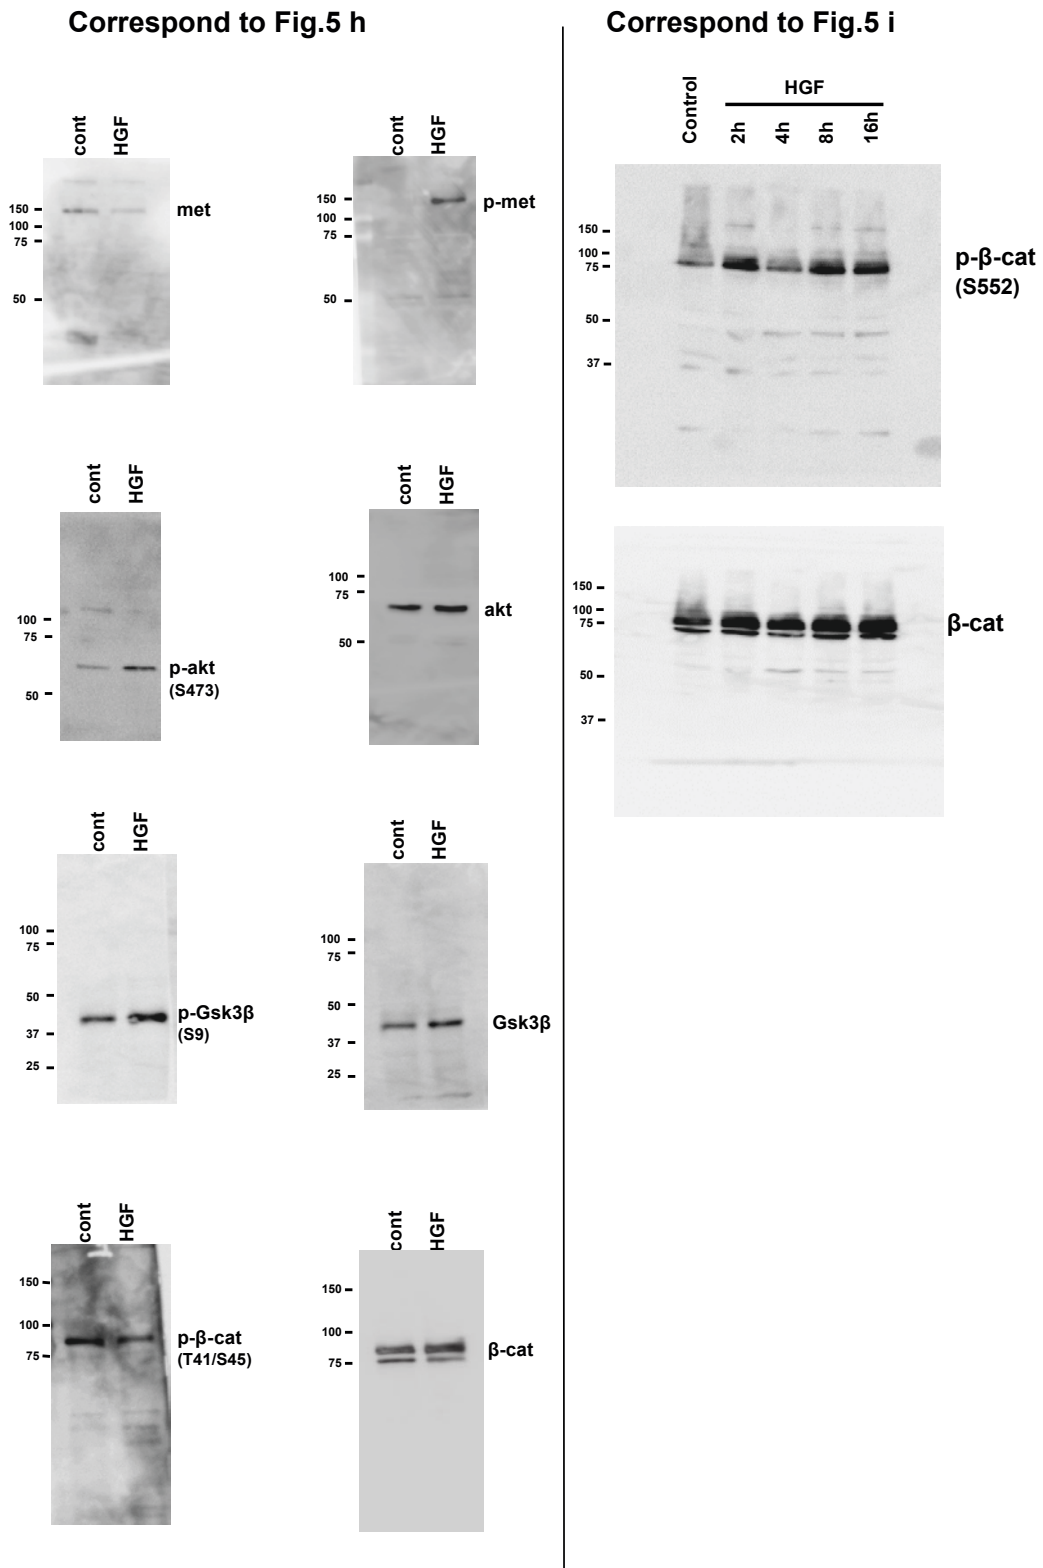 Correspond to Fig.5 h
cont
HGF
150
100
75
50
met
cont
HGF
150
100
75
50
p-met
cont
HGF
100
75
50
p-akt
(S473)
cont
HGF
100
75
50
akt
cont
HGF
100
75
50
37
25
p-Gsk3β
(S9)
cont
HGF
100
75
50
37
25
Gsk3β
cont
HGF
150
100
75
p-β-cat
(T41/S45)
cont
HGF
150
100
75
β-cat
Correspond to Fig.5 i
HGF
Control
2h
4h
8h
16h
150
100
75
50
37
p-β-cat
(S552)
150
100
75
50
37
β-cat